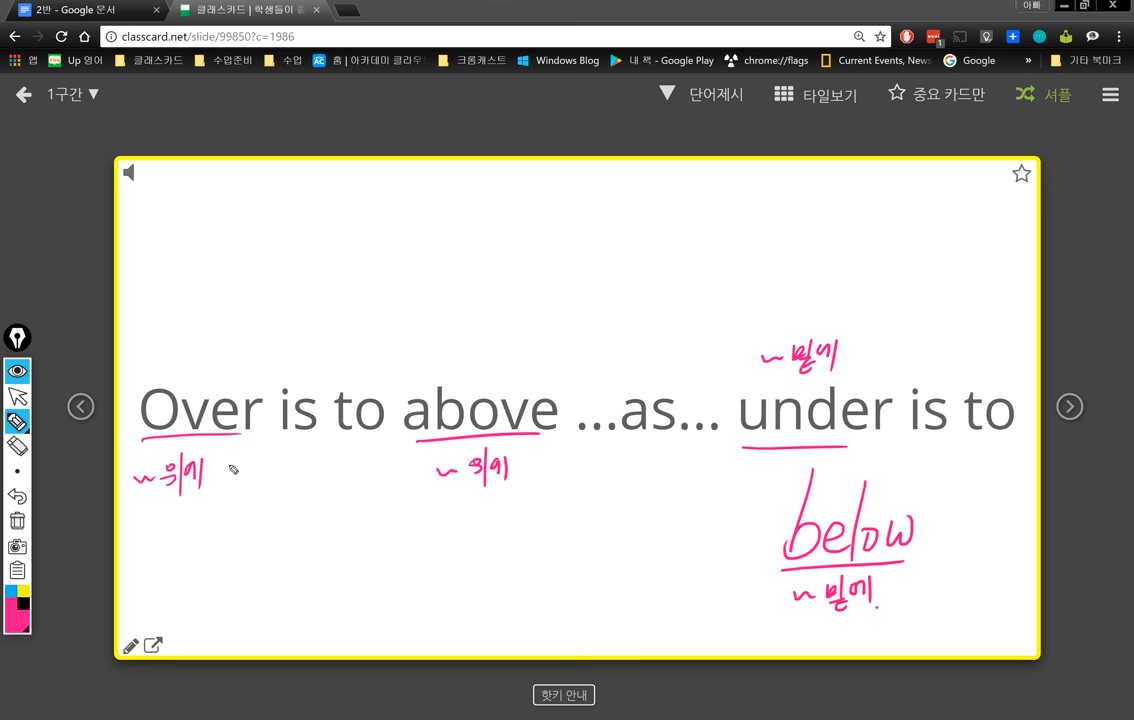 2반 - Google 문서
클래스카드 | 학생들이 좋
아빠
classcard.net/slide/99850?c=1986
1
앱
Up 영어
클래스카드
수업준비
수업
AC
홈 | 아카데미 클라우
크롬캐스트
Windows Blog
내 책 - Google Play
chrome://flags
Current Events, News
Google
»
기타 북마크
1구간 ▼
단어제시
타일보기
중요 카드만
셔플
~밑에
Over is to above ...as... under is to
~위에
~위에
below
~밑에.
핫키 안내